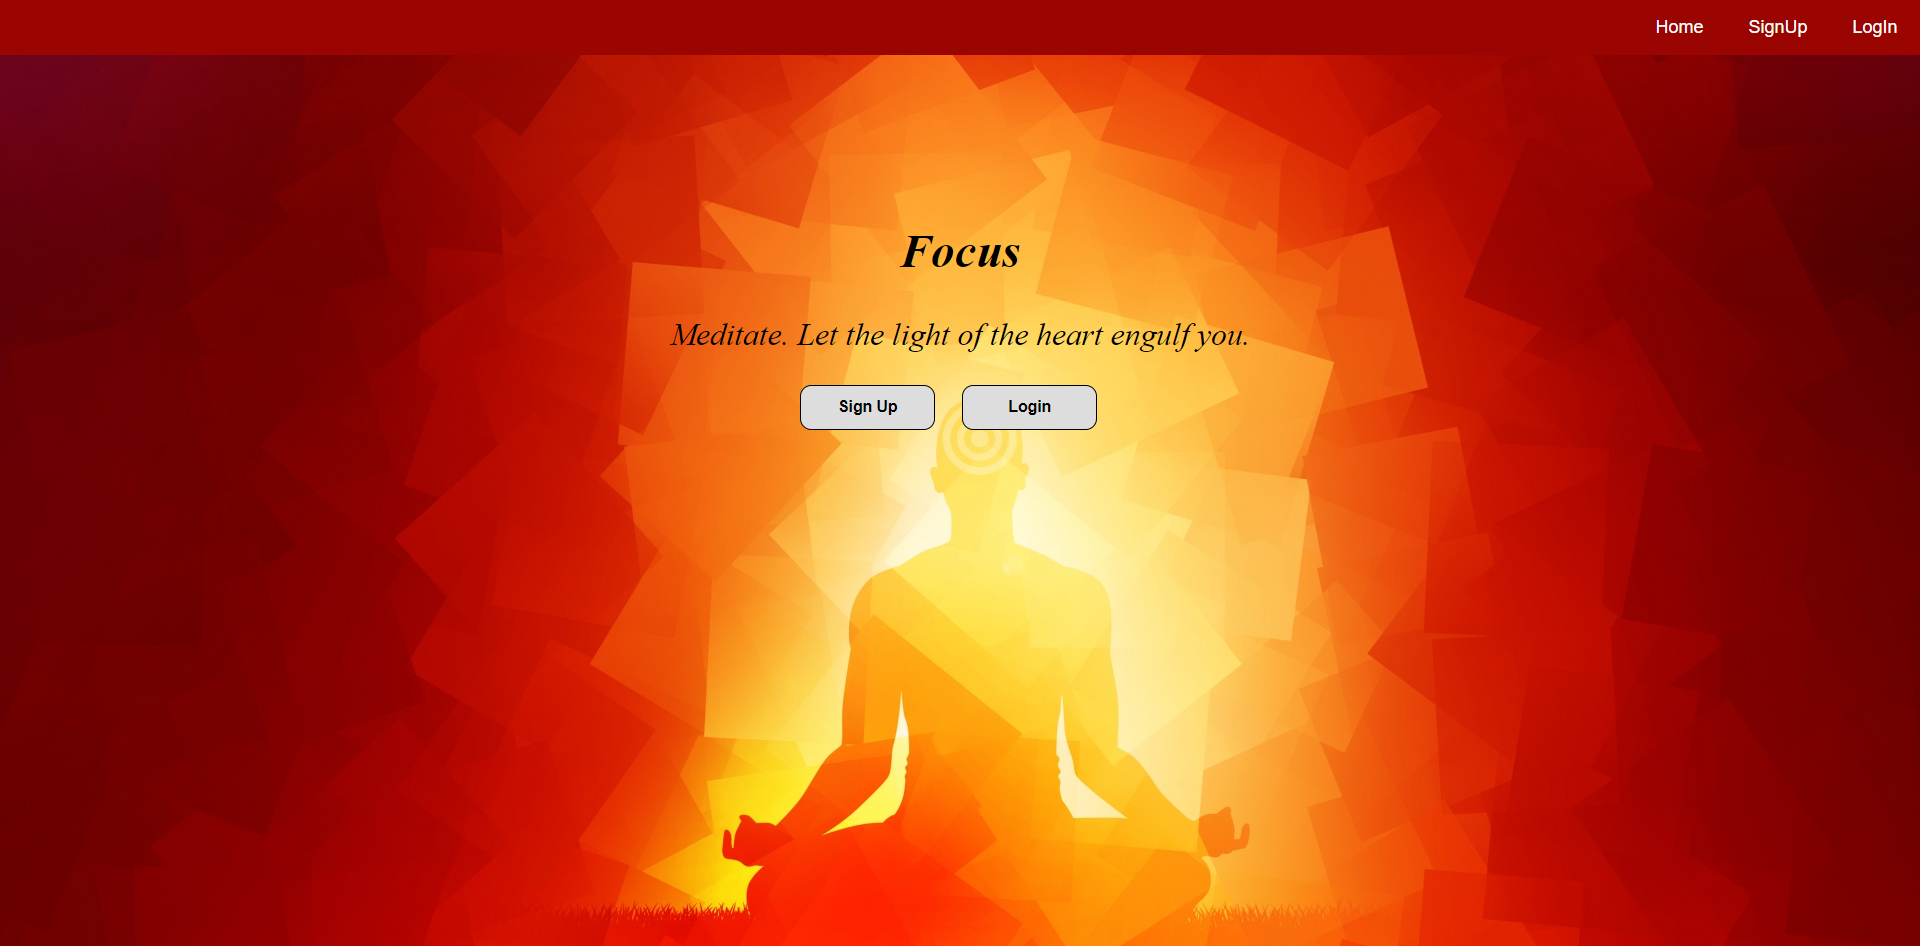 Home SignUp LogIn
Focus
Meditate. Let the light of the heart engulf you.
Sign Up Login